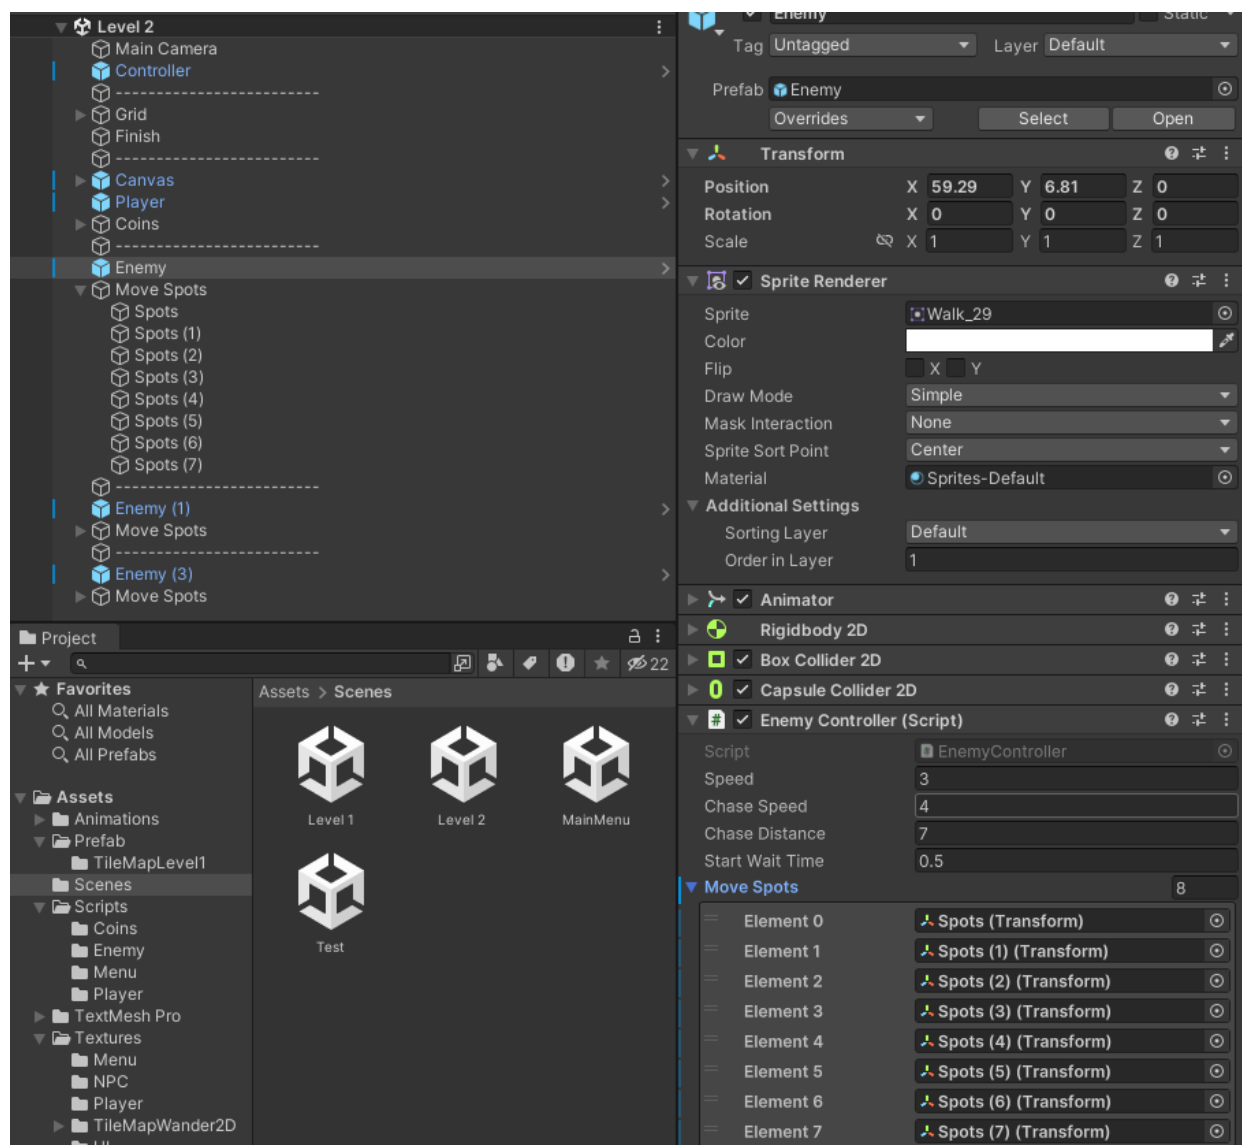 Level 2
Main Camera
Controller
--------------------------
Grid
Finish
--------------------------
Canvas
Player
Coins
--------------------------
Enemy
Move Spots
Spots
Spots (1)
Spots (2)
Spots (3)
Spots (4)
Spots (5)
Spots (6)
Spots (7)
--------------------------
Enemy (1)
Move Spots
--------------------------
Enemy (3)
Move Spots
Project
22
Favorites
All Materials
All Models
All Prefabs
Assets
Animations
Prefab
TileMapLevel1
Scenes
Scripts
Coins
Enemy
Menu
Player
TextMesh Pro
Textures
Menu
NPC
Player
TileMapWander2D
Assets > Scenes
Level 1
Level 2
MainMenu
Test
Enemy
Static
Tag Untagged Layer Default
Prefab Enemy
Overrides Select Open
Transform
Position X 59.29 Y 6.81 Z 0
Rotation X 0 Y 0 Z 0
Scale X 1 Y 1 Z 1
Sprite Renderer
Sprite Walk_29
Color
Flip X Y
Draw Mode Simple
Mask Interaction None
Sprite Sort Point Center
Material Sprites-Default
Additional Settings
Sorting Layer Default
Order in Layer 1
Animator
Rigidbody 2D
Box Collider 2D
Capsule Collider 2D
# Enemy Controller (Script)
Script EnemyController
Speed 3
Chase Speed 4
Chase Distance 7
Start Wait Time 0.5
Move Spots 8
Element 0 Spots (Transform)
Element 1 Spots (1) (Transform)
Element 2 Spots (2) (Transform)
Element 3 Spots (3) (Transform)
Element 4 Spots (4) (Transform)
Element 5 Spots (5) (Transform)
Element 6 Spots (6) (Transform)
Element 7 Spots (7) (Transform)